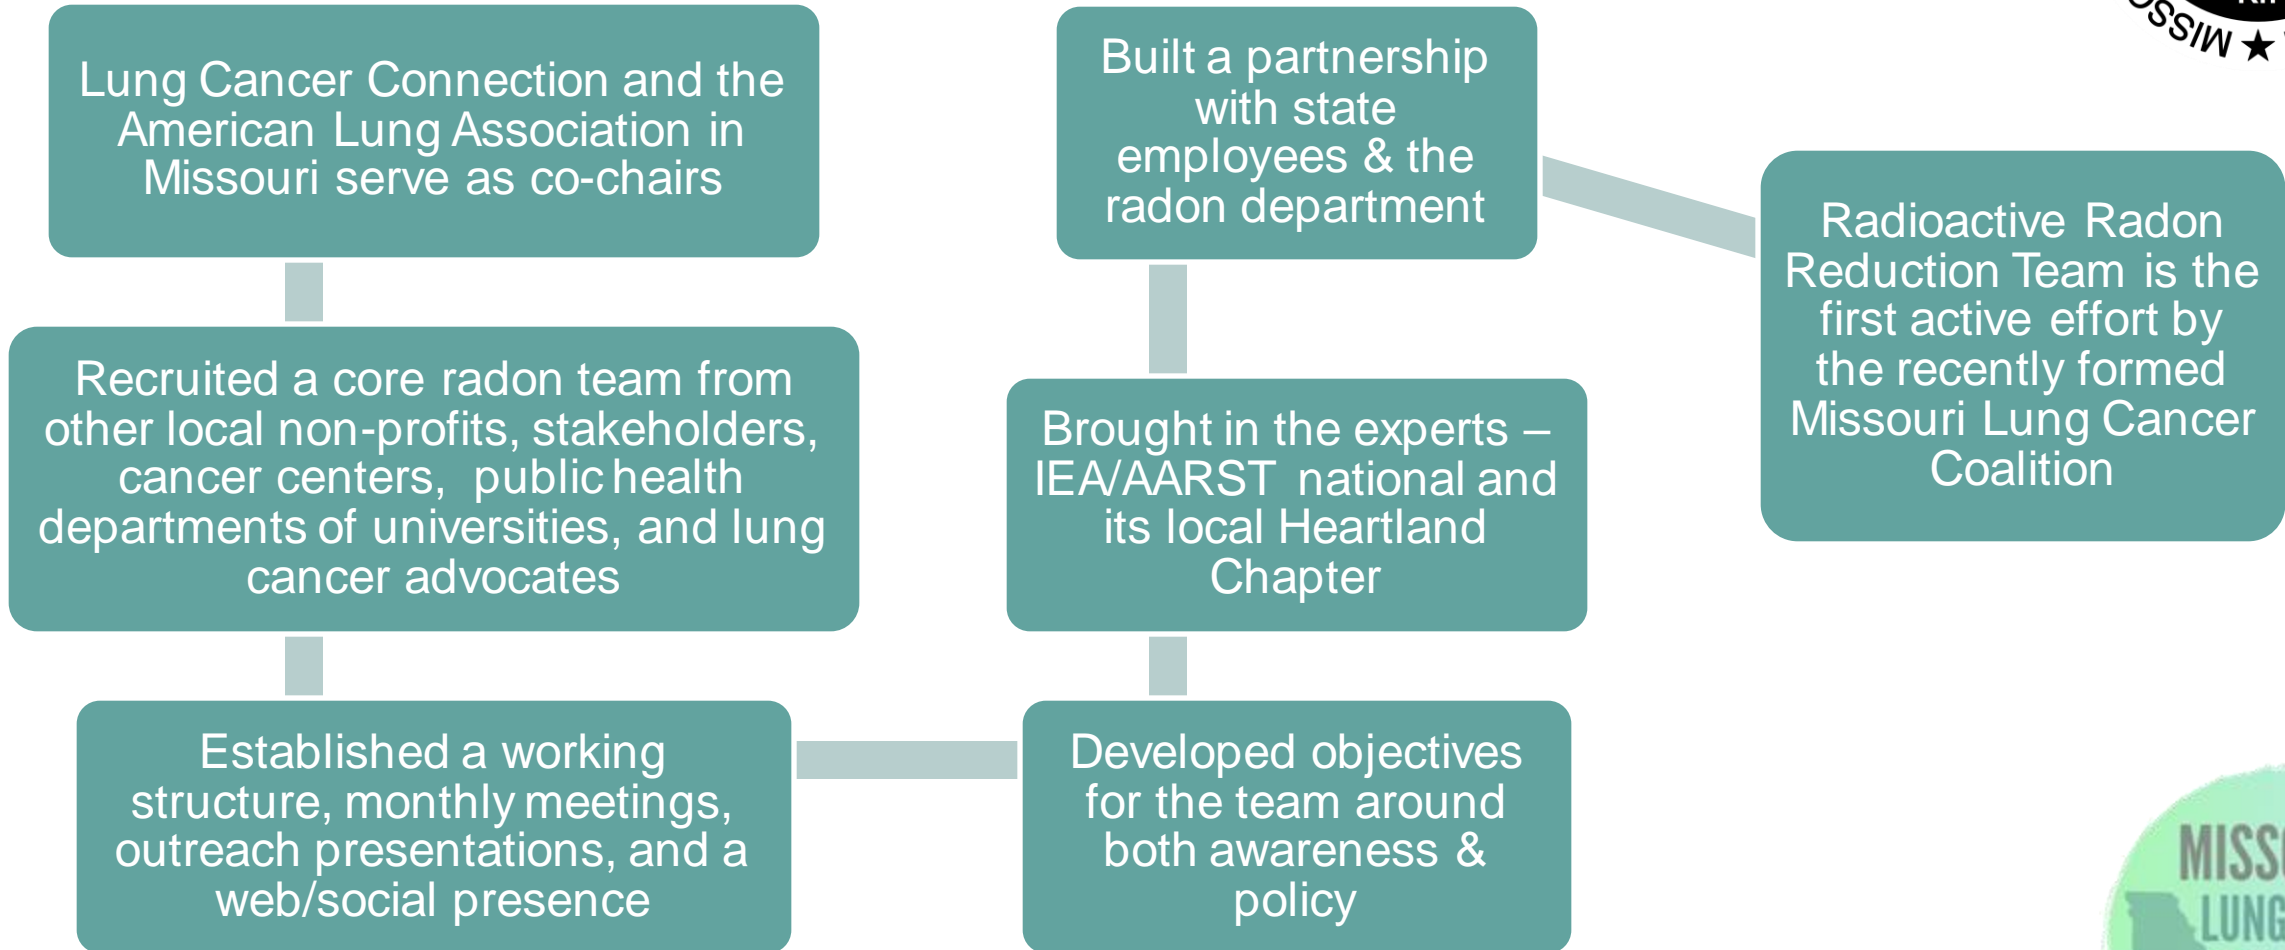 Lung Cancer Connection and the
American Lung Association in
Missouri serve as co-chairs
Recruited a core radon team from
other local non-profits, stakeholders,
cancer centers, public health
departments of universities, and lung
cancer advocates
Established a working
structure, monthly meetings,
outreach presentations, and a
web/social presence
Developed objectives
for the team around
both awareness &
policy
Brought in the experts –
IEA/AARST national and
its local Heartland
Chapter
Built a partnership
with state
employees & the
radon department
Radioactive Radon
Reduction Team is the
first active effort by
the recently formed
Missouri Lung Cancer
Coalition
LUNG